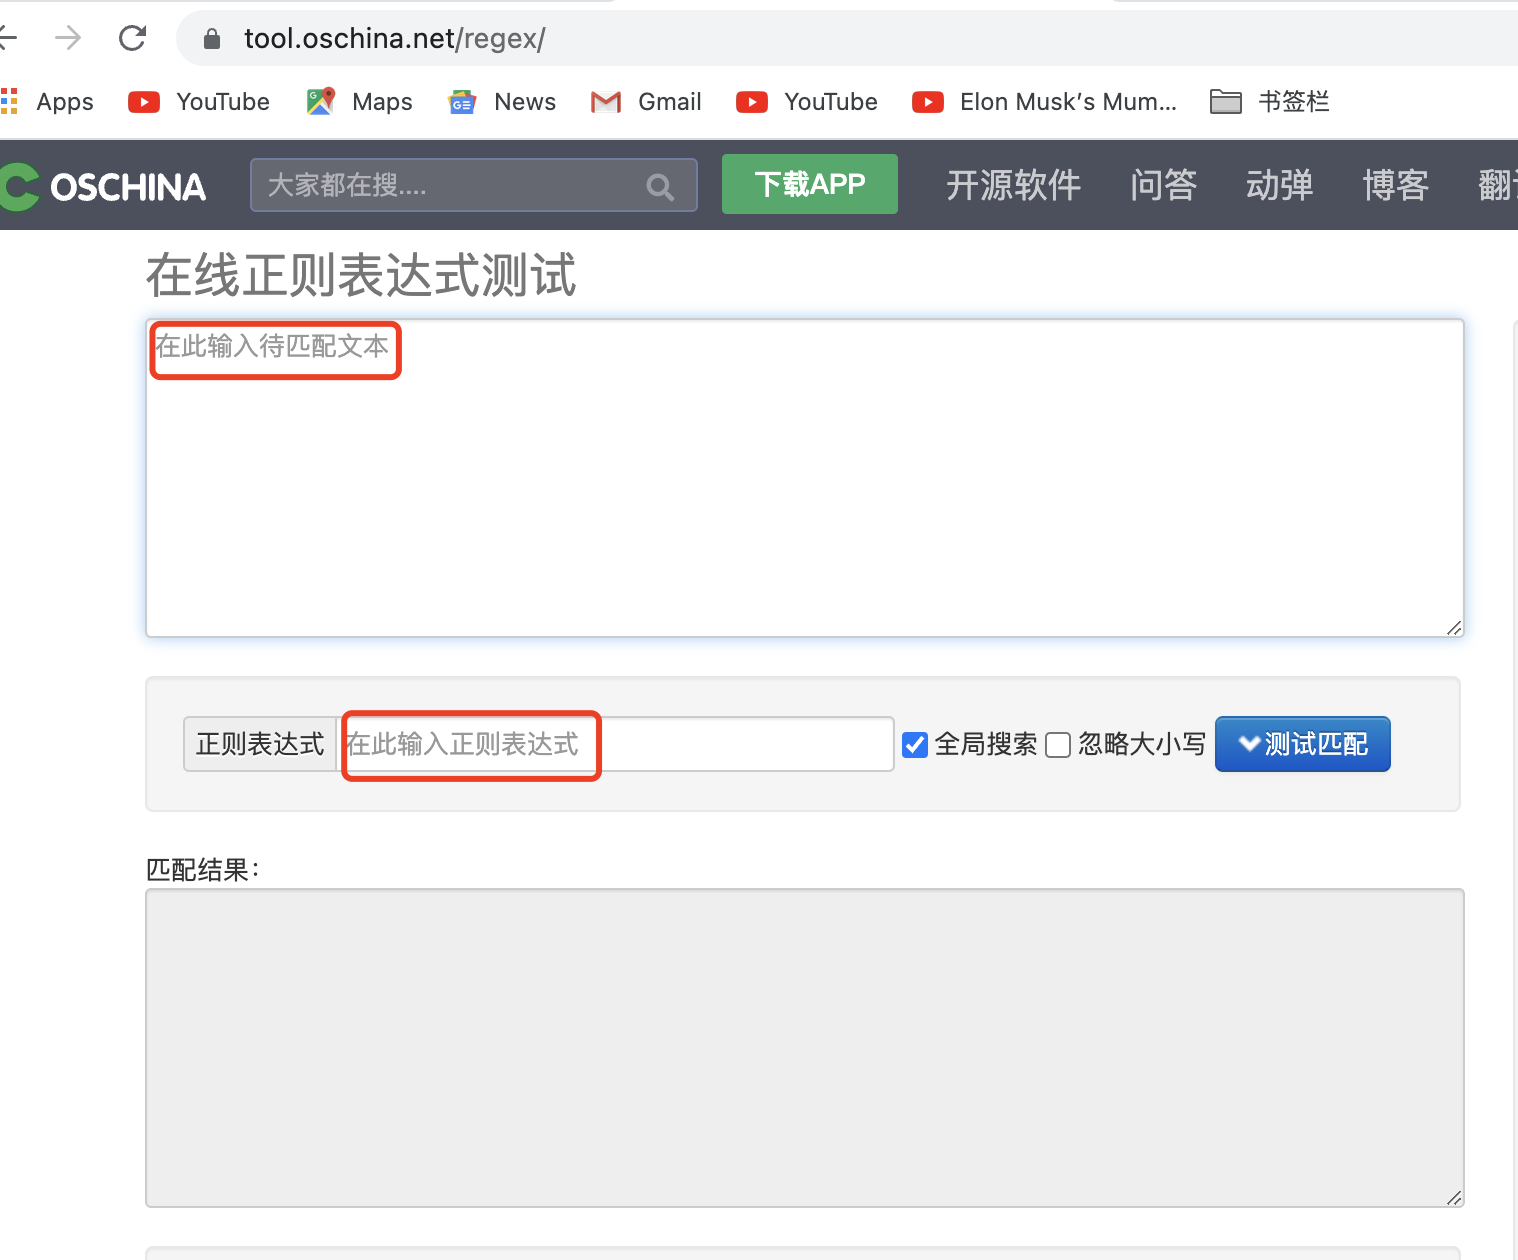 tool.oschina.net/regex/
Apps YouTube Maps News Gmail YouTube Elon Musk's Mum... 书签栏
OSCHINA 大家都在搜.... 下载APP 开源软件 问答 动弹 博客 翻
在线正则表达式测试
在此输入待匹配文本
正则表达式 在此输入正则表达式 全局搜索 忽略大小写 测试匹配
匹配结果：